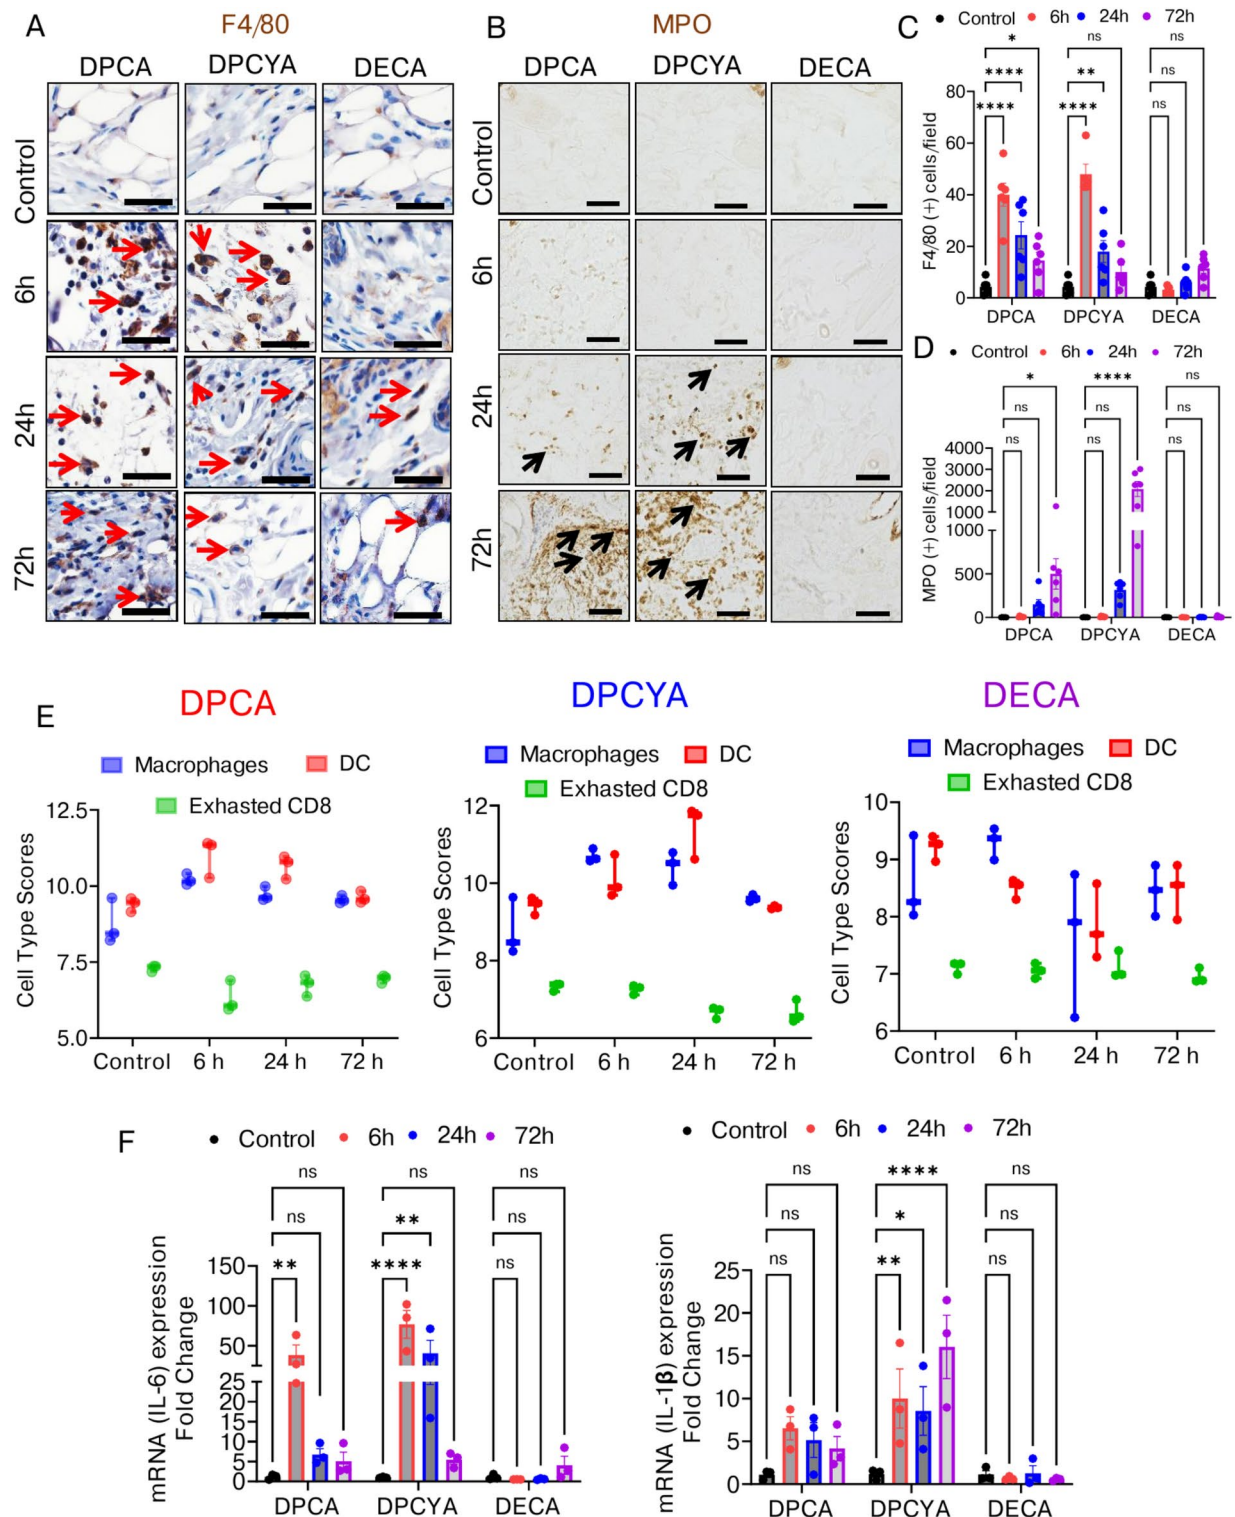 A
F4/80
DPCA DPCYA DECA
Control
6h
24h
72h
B
MPO
DPCA DPCYA DECA
Control
6h
24h
72h
C
Control 6h 24h 72h
* ns ns
**** ** ns
**** **** ns
F4/80 (+) cells/field
80
60
40
20
0
DPCA DPCYA DECA
D
Control 6h 24h 72h
* **** ns
ns ns ns
ns ns ns
MPO (+) cells/field
4000
3000
2000
1000
1000
500
0
DPCA DPCYA DECA
E
DPCA
Macrophages DC
Exhasted CD8
Cell Type Scores
12.5
10.0
7.5
5.0
Control 6 h 24 h 72 h
DPCYA
Macrophages DC
Exhasted CD8
Cell Type Scores
12
10
8
6
Control 6 h 24 h 72 h
DECA
Macrophages DC
Exhasted CD8
Cell Type Scores
10
9
8
7
6
Control 6 h 24 h 72 h
F
Control 6h 24h 72h
ns ns ns
ns ** ns
** **** ns
mRNA (IL-6) expression
Fold Change
150
100
50
25
20
15
10
5
0
DPCA DPCYA DECA
Control 6h 24h 72h
ns **** ns
ns * ns
ns ** ns
mRNA (IL-1β) expression
Fold Change
25
20
15
10
5
0
DPCA DPCYA DECA